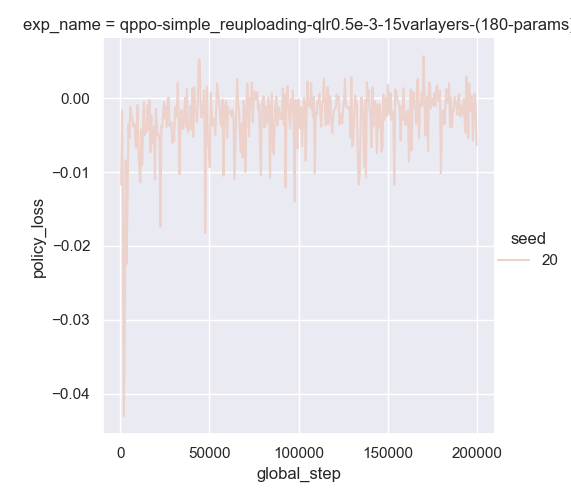 exp_name = qppo-simple_reuploading-qlr0.5e-3-15varlayers-(180-params)
0.00
−0.01
−0.02
−0.03
−0.04
policy_loss
0
50000
100000
150000
200000
global_step
seed
20